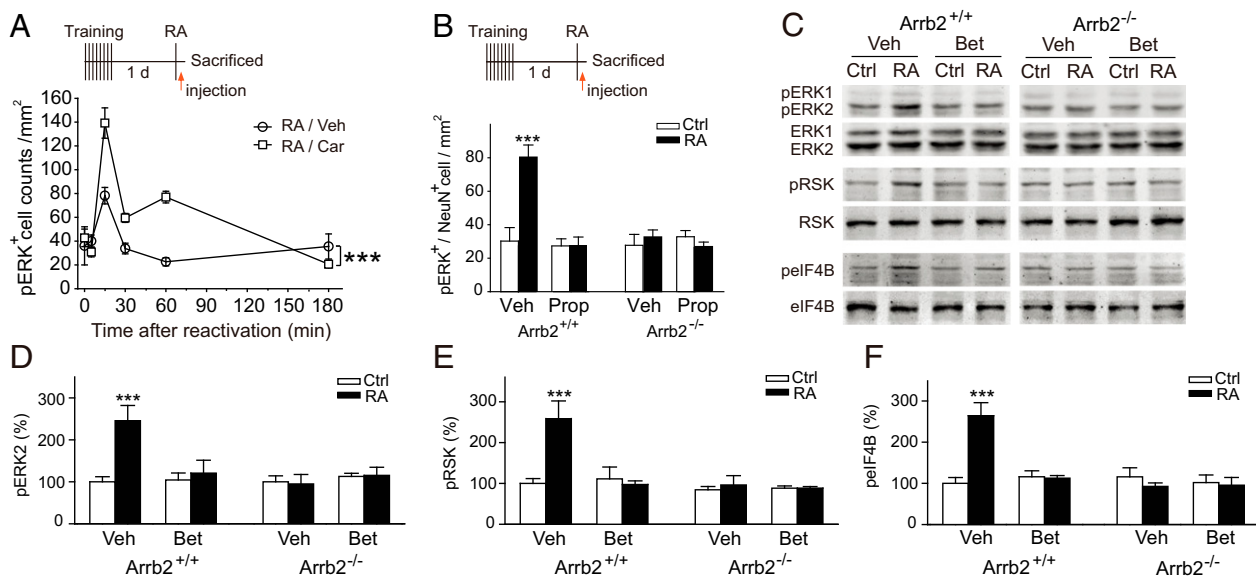 A
Training
RA
Sacrificed
1 d
injection
160
140
120
100
80
60
40
20
0
pERK+cell counts /mm2
RA / Veh
RA / Car
***
0 30 60 90 120 150 180
Time after reactivation (min)
B
Training
RA
Sacrificed
1 d
injection
80
60
40
20
0
pERK+/ NeuN+cell / mm2
***
Ctrl
RA
Veh Prop Veh Prop
Arrb2+/+ Arrb2-/-
C
Arrb2+/+ Arrb2-/-
Veh Bet Veh Bet
Ctrl RA Ctrl RA Ctrl RA Ctrl RA
pERK1
pERK2
ERK1
ERK2
pRSK
RSK
peIF4B
eIF4B
D
300
200
100
0
pERK2 (%)
***
Ctrl
RA
Veh Bet Veh Bet
Arrb2+/+ Arrb2-/-
E
300
200
100
0
pRSK (%)
***
Ctrl
RA
Veh Bet Veh Bet
Arrb2+/+ Arrb2-/-
F
300
200
100
0
peIF4B (%)
***
Ctrl
RA
Veh Bet Veh Bet
Arrb2+/+ Arrb2-/-